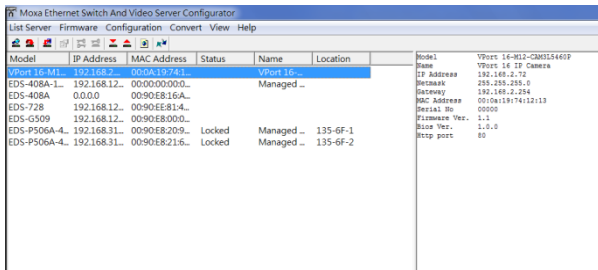 Moxa Ethernet Switch And Video Server Configurator
List Server Firmware Configuration Convert View Help
Model IP Address MAC Address Status Name Location
VPort 16-M1... 192.168.2... 00:0A:19:74:1... VPort 16-...
EDS-408A-1... 192.168.12... 00:00:00:00:0... Managed ...
EDS-408A 0.0.0.0 00:90:E8:16:A...
EDS-728 192.168.12... 00:90:EE:81:4...
EDS-G509 192.168.12... 00:90:E8:00:0...
EDS-P506A-4... 192.168.31... 00:90:E8:20:9... Locked Managed ... 135-6F-1
EDS-P506A-4... 192.168.31... 00:90:E8:21:6... Locked Managed ... 135-6F-2
Model VPort 16-M12-CAM3L5460P
Name VPort 16 IP Camera
IP Address 192.168.2.72
Netmask 255.255.255.0
Gateway 192.168.2.254
MAC Address 00:0a:19:74:12:13
Serial No 00000
Firmware Ver. 1.1
Bios Ver. 1.0.0
Http port 80